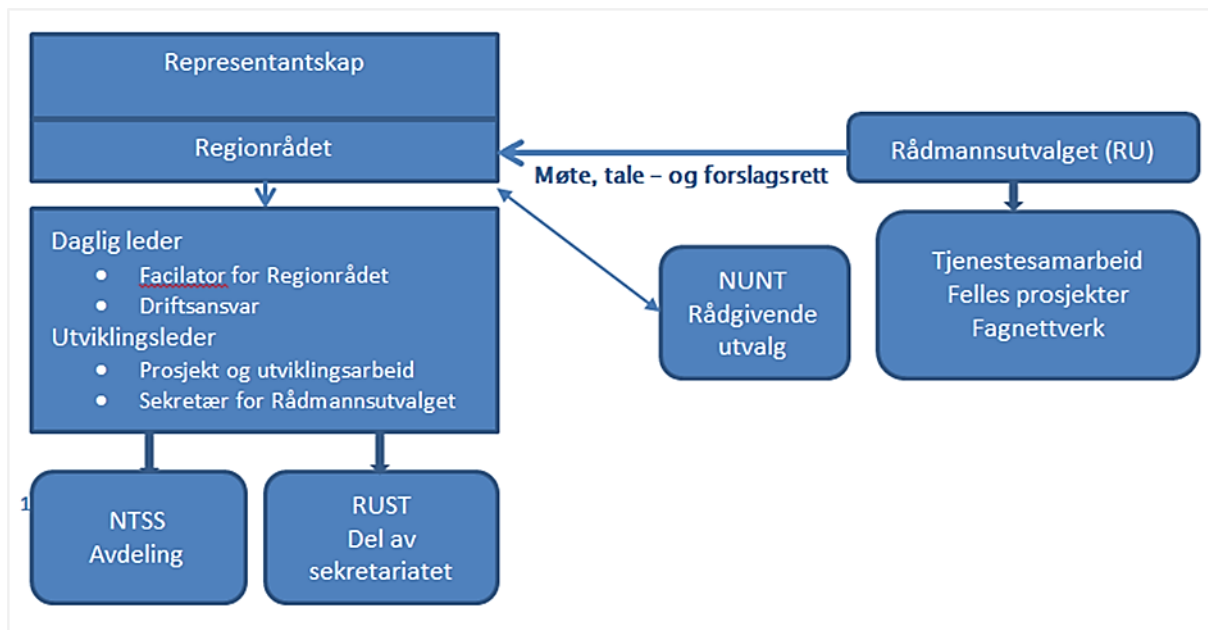 Representantskap
Regionrådet
Møte, tale – og forslagsrett
Rådmannsutvalget (RU)
Daglig leder
• Facilator for Regionrådet
• Driftsansvar
Utviklingsleder
• Prosjekt og utviklingsarbeid
• Sekretær for Rådmannsutvalget
NUNT
Rådgivende
utvalg
Tjenestesamarbeid
Felles prosjekter
Fagnettverk
1
NTSS
Avdeling
RUST
Del av
sekretariatet